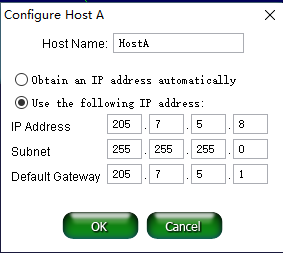 Configure Host A
Host Name: HostA
Obtain an IP address automatically
Use the following IP address:
IP Address 205 . 7 . 5 . 8
Subnet 255 . 255 . 255 . 0
Default Gateway 205 . 7 . 5 . 1
OK Cancel